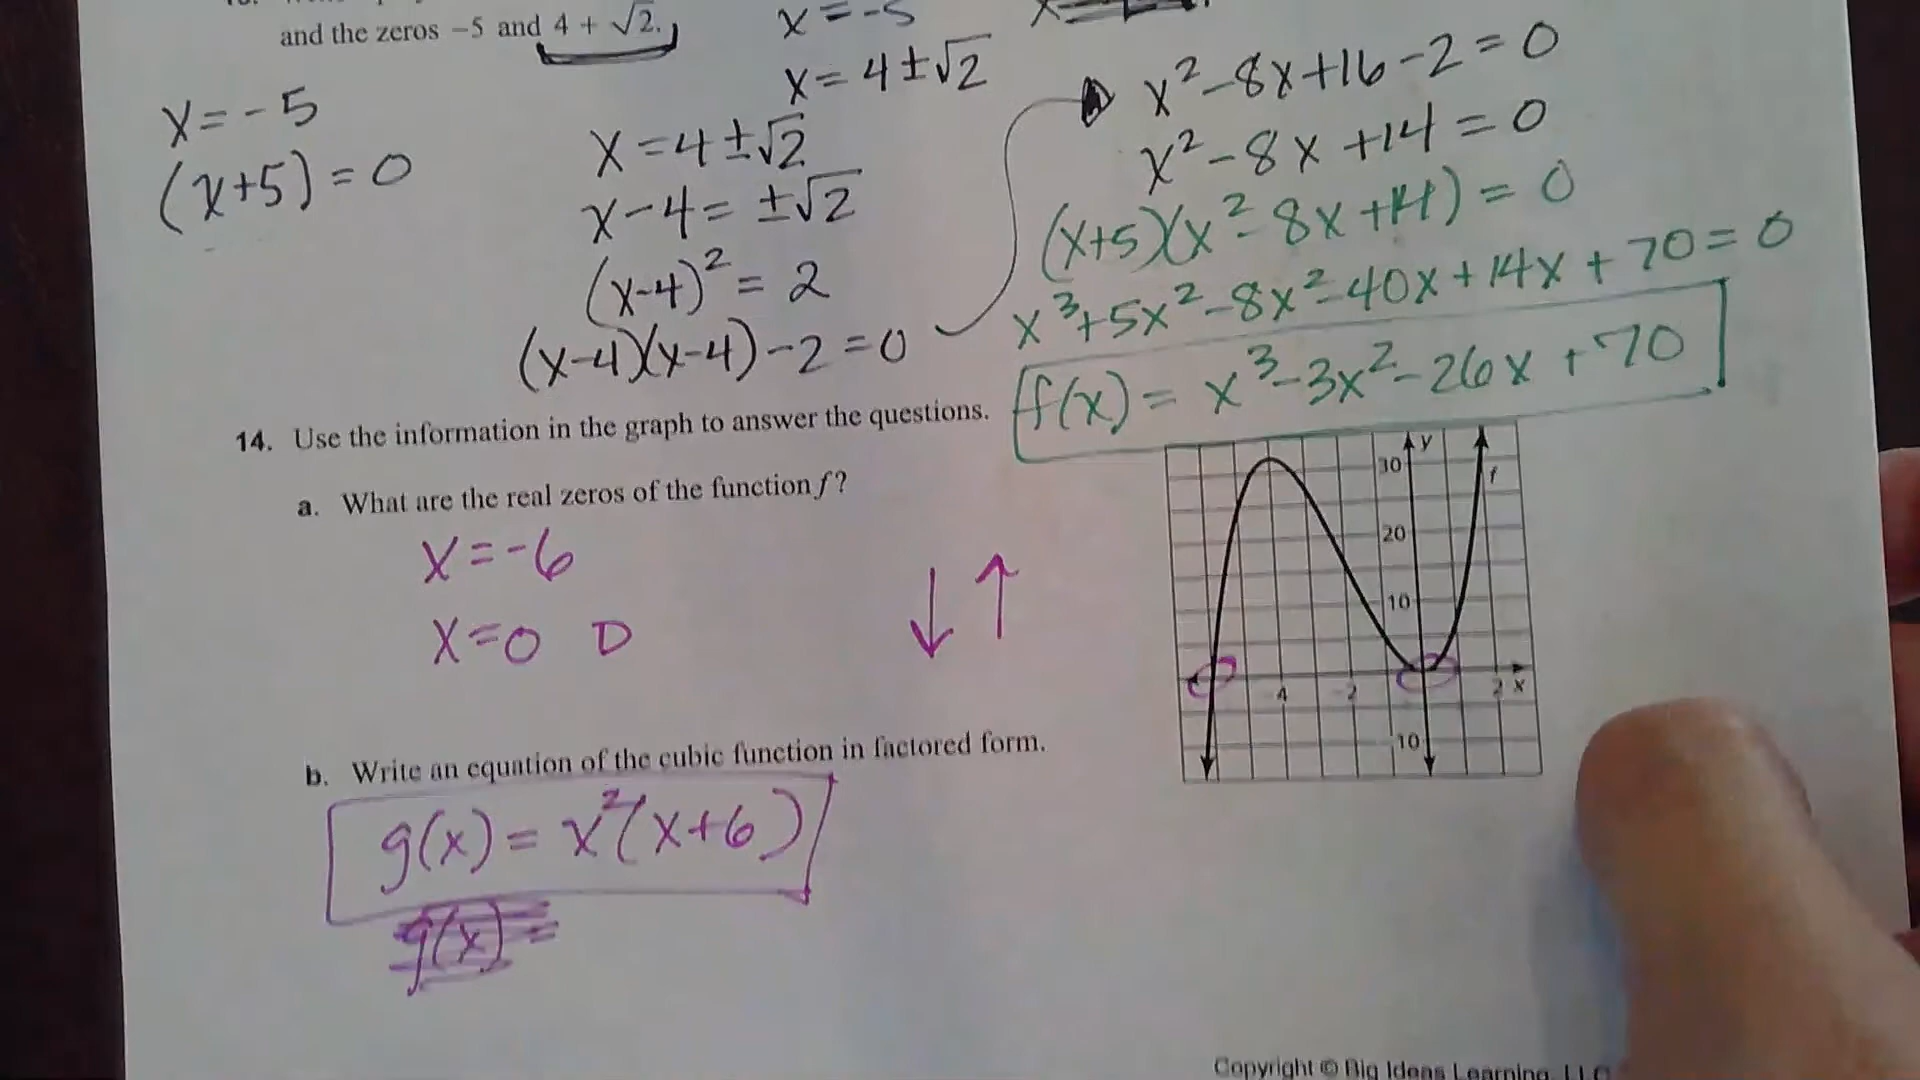 and the zeros −5 and 4 + √2.
x = -5
x = 4 ± √2
x = -5
(x+5) = 0
x = 4 ± √2
x - 4 = ± √2
(x-4)² = 2
(x-4)(x-4) - 2 = 0
x² - 8x + 16 - 2 = 0
x² - 8x + 14 = 0
(x+5)(x² - 8x + 14) = 0
x³ + 5x² - 8x² - 40x + 14x + 70 = 0
f(x) = x³ - 3x² - 26x + 70
14. Use the information in the graph to answer the questions.
a. What are the real zeros of the function f?
x = -6
x = 0 D
↓ ↑
y
30
f
20
10
4 -2 2 x
10
b. Write an equation of the cubic function in factored form.
g(x) = x²(x+6)
g(x) =
Copyright © Big Ideas Learning, LLC